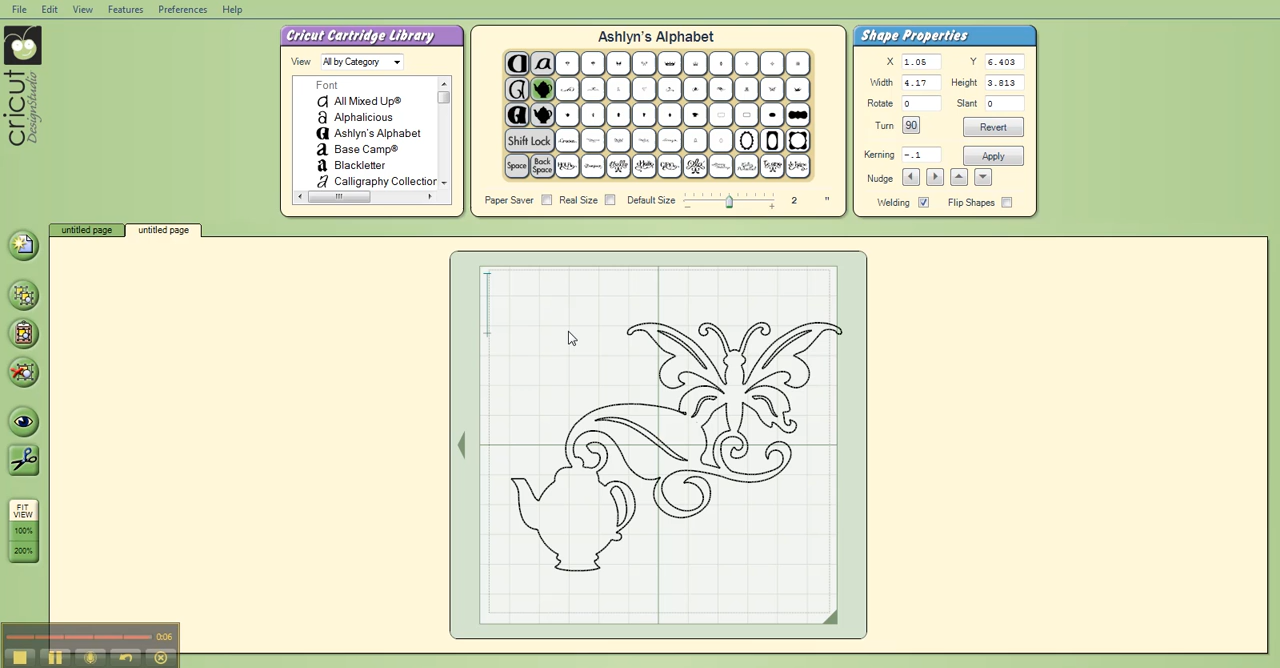 File Edit View Features Preferences Help
cricut
DesignStudio
Cricut Cartridge Library
View All by Category
Font
All Mixed Up®
Alphalicious
Ashlyn's Alphabet
Base Camp®
Blackletter
Calligraphy Collection
Ashlyn's Alphabet
Shift Lock
Space
Back Space
Paper Saver Real Size Default Size 2 "
Shape Properties
X 1.05 Y 6.403
Width 4.17 Height 3.813
Rotate 0 Slant 0
Turn 90 Revert
Kerning -.1 Apply
Nudge
Welding Flip Shapes
untitled page untitled page
FIT
VIEW
100%
200%
0:06